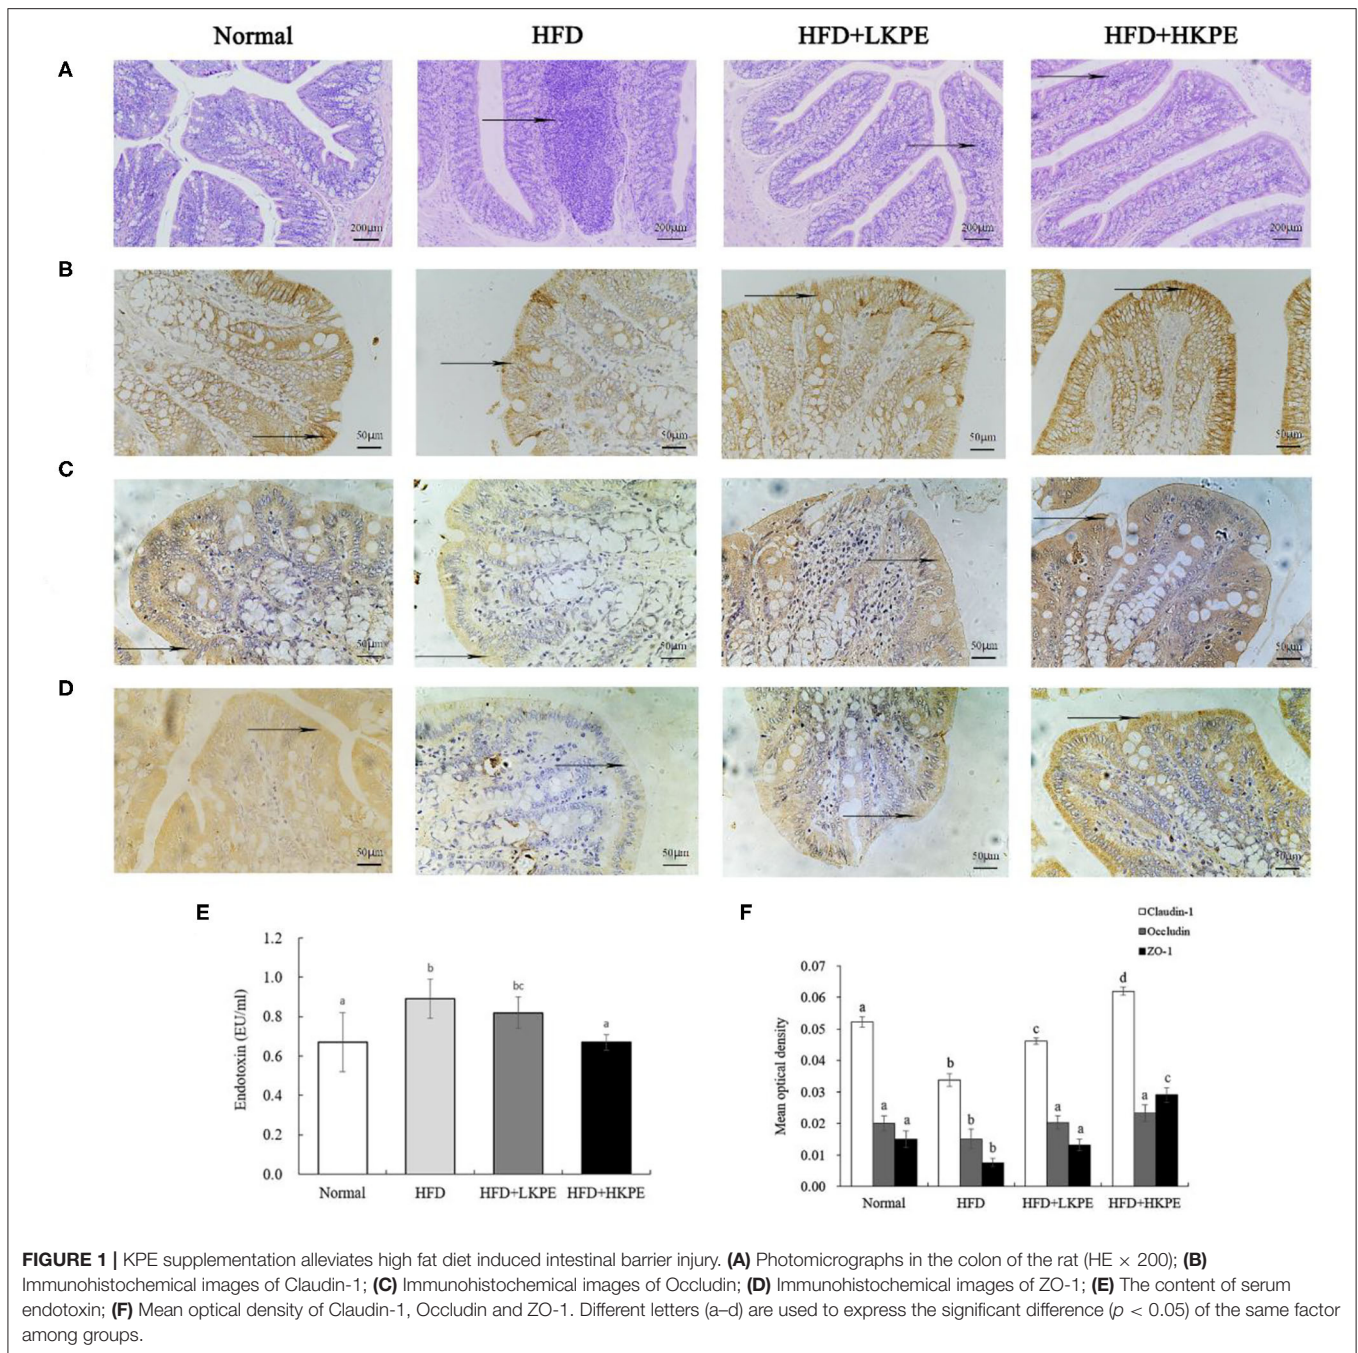 Normal HFD HFD+LKPE HFD+HKPE
A
200μm 200μm 200μm 200μm
B
50μm 50μm 50μm 50μm
C
50μm 50μm 50μm 50μm
D
50μm 50μm 50μm 50μm
E
Endotoxin (EU/ml)
1.2
1.0
0.8
0.6
0.4
0.2
0.0
a b bc a
Normal HFD HFD+LKPE HFD+HKPE
F
Claudin-1
Occludin
ZO-1
Mean optical density
0.07
0.06
0.05
0.04
0.03
0.02
0.01
0.00
a a a b b b c a a d a c
Normal HFD HFD+LKPE HFD+HKPE
FIGURE 1 | KPE supplementation alleviates high fat diet induced intestinal barrier injury. (A) Photomicrographs in the colon of the rat (HE × 200); (B)
Immunohistochemical images of Claudin-1; (C) Immunohistochemical images of Occludin; (D) Immunohistochemical images of ZO-1; (E) The content of serum
endotoxin; (F) Mean optical density of Claudin-1, Occludin and ZO-1. Different letters (a–d) are used to express the significant difference (p < 0.05) of the same factor
among groups.